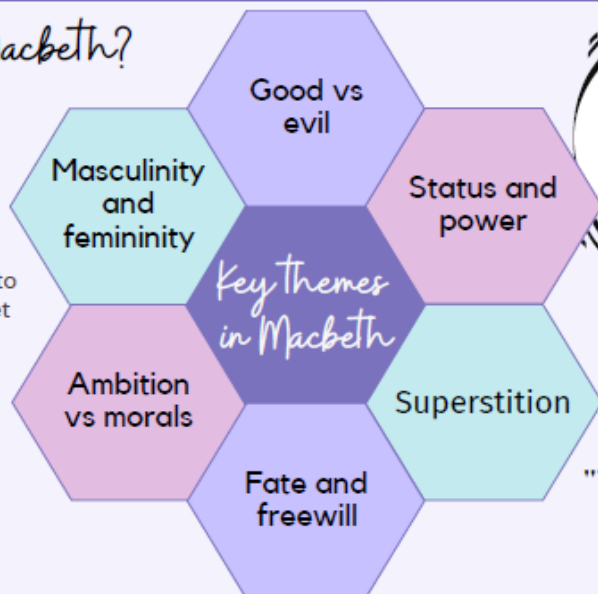 acbeth?
Good vs
evil
Masculinity
and
femininity
Status and
power
to
Key themes
in Macbeth
Ambition
vs morals
Superstition
Fate and
freewill